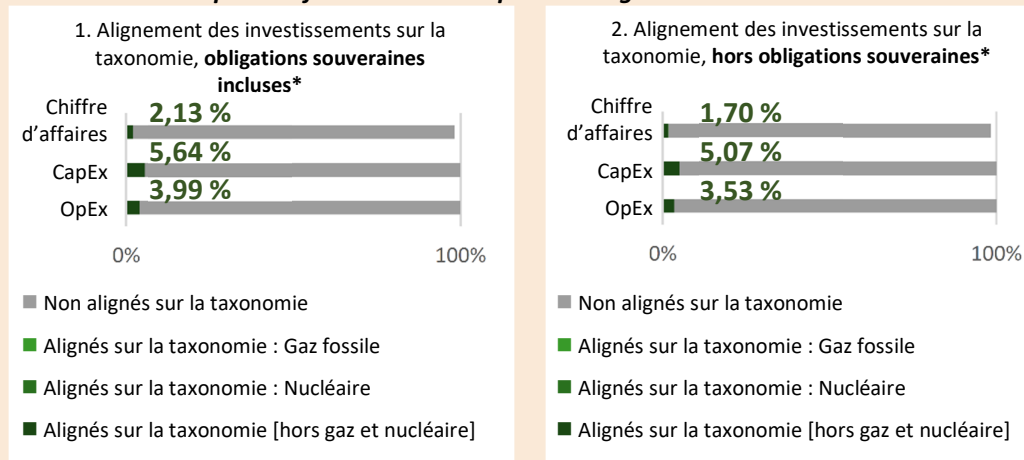 1. Alignement des investissements sur la
taxonomie, obligations souveraines
incluses*
Chiffre
d'affaires
2,13 %
CapEx
5,64 %
OpEx
3,99 %
0%
100%
Non alignés sur la taxonomie
Alignés sur la taxonomie : Gaz fossile
Alignés sur la taxonomie : Nucléaire
Alignés sur la taxonomie [hors gaz et nucléaire]
2. Alignement des investissements sur la
taxonomie, hors obligations souveraines*
Chiffre
d'affaires
1,70 %
CapEx
5,07 %
OpEx
3,53 %
0%
100%
Non alignés sur la taxonomie
Alignés sur la taxonomie : Gaz fossile
Alignés sur la taxonomie : Nucléaire
Alignés sur la taxonomie [hors gaz et nucléaire]